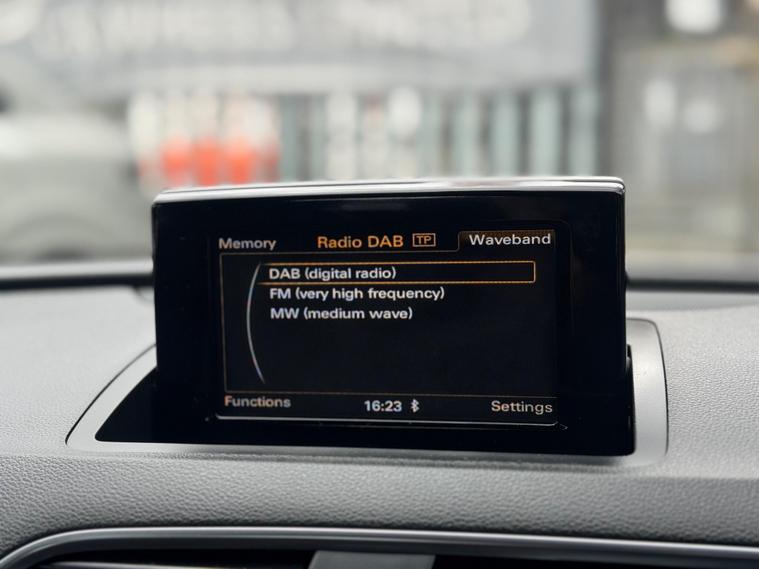 Memory Radio DAB TP Waveband
DAB (digital radio)
FM (very high frequency)
MW (medium wave)
Functions 16:23 Settings